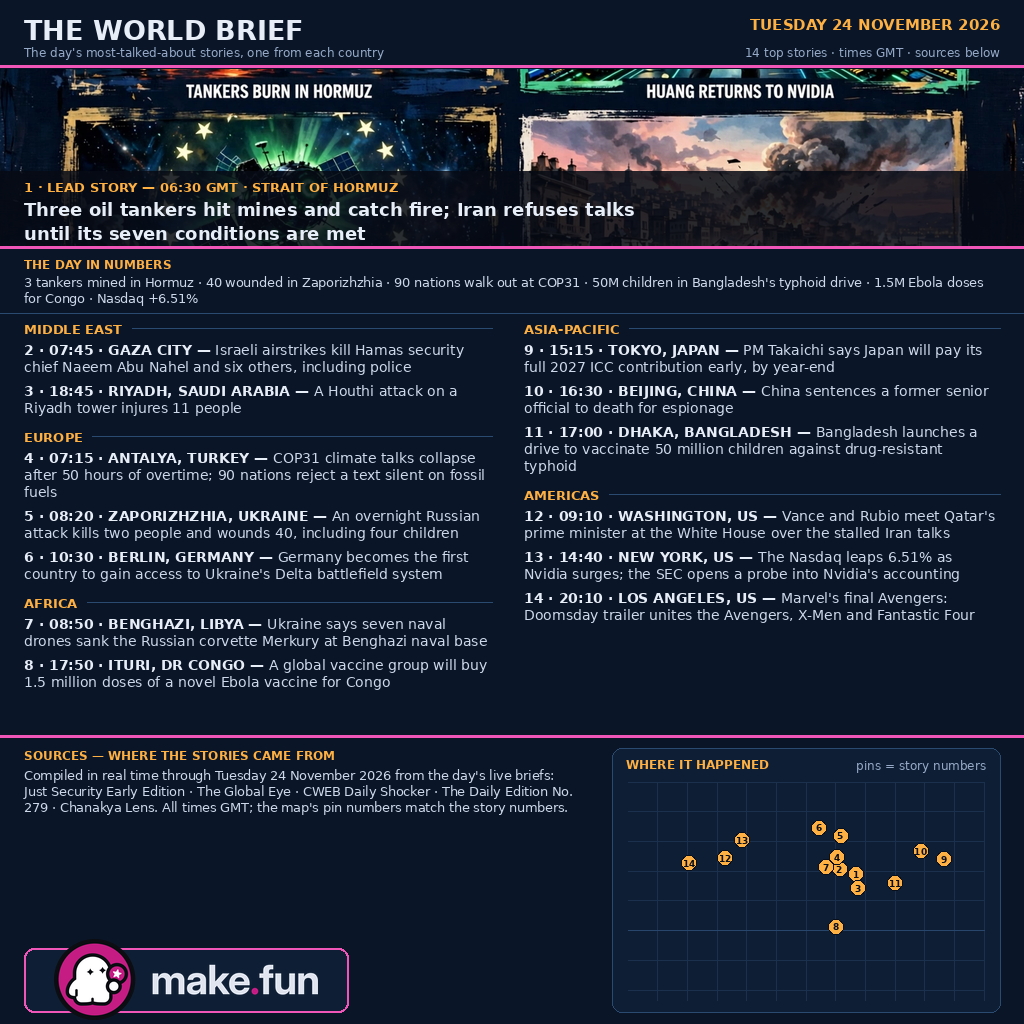 THE WORLD BRIEF
TUESDAY 24 NOVEMBER 2026
The day's most-talked-about stories, one from each country
14 top stories · times GMT · sources below
TANKERS BURN IN HORMUZ
HUANG RETURNS TO NVIDIA
1 · LEAD STORY — 06:30 GMT · STRAIT OF HORMUZ
Three oil tankers hit mines and catch fire; Iran refuses talks
until its seven conditions are met
THE DAY IN NUMBERS
3 tankers mined in Hormuz · 40 wounded in Zaporizhzhia · 90 nations walk out at COP31 · 50M children in Bangladesh's typhoid drive · 1.5M Ebola doses
for Congo · Nasdaq +6.51%
MIDDLE EAST
2 · 07:45 · GAZA CITY — Israeli airstrikes kill Hamas security
chief Naeem Abu Nahel and six others, including police
3 · 18:45 · RIYADH, SAUDI ARABIA — A Houthi attack on a
Riyadh tower injures 11 people
EUROPE
4 · 07:15 · ANTALYA, TURKEY — COP31 climate talks collapse
after 50 hours of overtime; 90 nations reject a text silent on fossil
fuels
5 · 08:20 · ZAPORIZHZHIA, UKRAINE — An overnight Russian
attack kills two people and wounds 40, including four children
6 · 10:30 · BERLIN, GERMANY — Germany becomes the first
country to gain access to Ukraine's Delta battlefield system
AFRICA
7 · 08:50 · BENGHAZI, LIBYA — Ukraine says seven naval
drones sank the Russian corvette Merkury at Benghazi naval base
8 · 17:50 · ITURI, DR CONGO — A global vaccine group will buy
1.5 million doses of a novel Ebola vaccine for Congo
ASIA-PACIFIC
9 · 15:15 · TOKYO, JAPAN — PM Takaichi says Japan will pay its
full 2027 ICC contribution early, by year-end
10 · 16:30 · BEIJING, CHINA — China sentences a former senior
official to death for espionage
11 · 17:00 · DHAKA, BANGLADESH — Bangladesh launches a
drive to vaccinate 50 million children against drug-resistant
typhoid
AMERICAS
12 · 09:10 · WASHINGTON, US — Vance and Rubio meet Qatar's
prime minister at the White House over the stalled Iran talks
13 · 14:40 · NEW YORK, US — The Nasdaq leaps 6.51% as
Nvidia surges; the SEC opens a probe into Nvidia's accounting
14 · 20:10 · LOS ANGELES, US — Marvel's final Avengers:
Doomsday trailer unites the Avengers, X-Men and Fantastic Four
SOURCES — WHERE THE STORIES CAME FROM
Compiled in real time through Tuesday 24 November 2026 from the day's live briefs:
Just Security Early Edition · The Global Eye · CWEB Daily Shocker · The Daily Edition No.
279 · Chanakya Lens. All times GMT; the map's pin numbers match the story numbers.
make.fun
WHERE IT HAPPENED
pins = story numbers
6
5
13
10
4
9
12
14
7
2
1
11
3
8